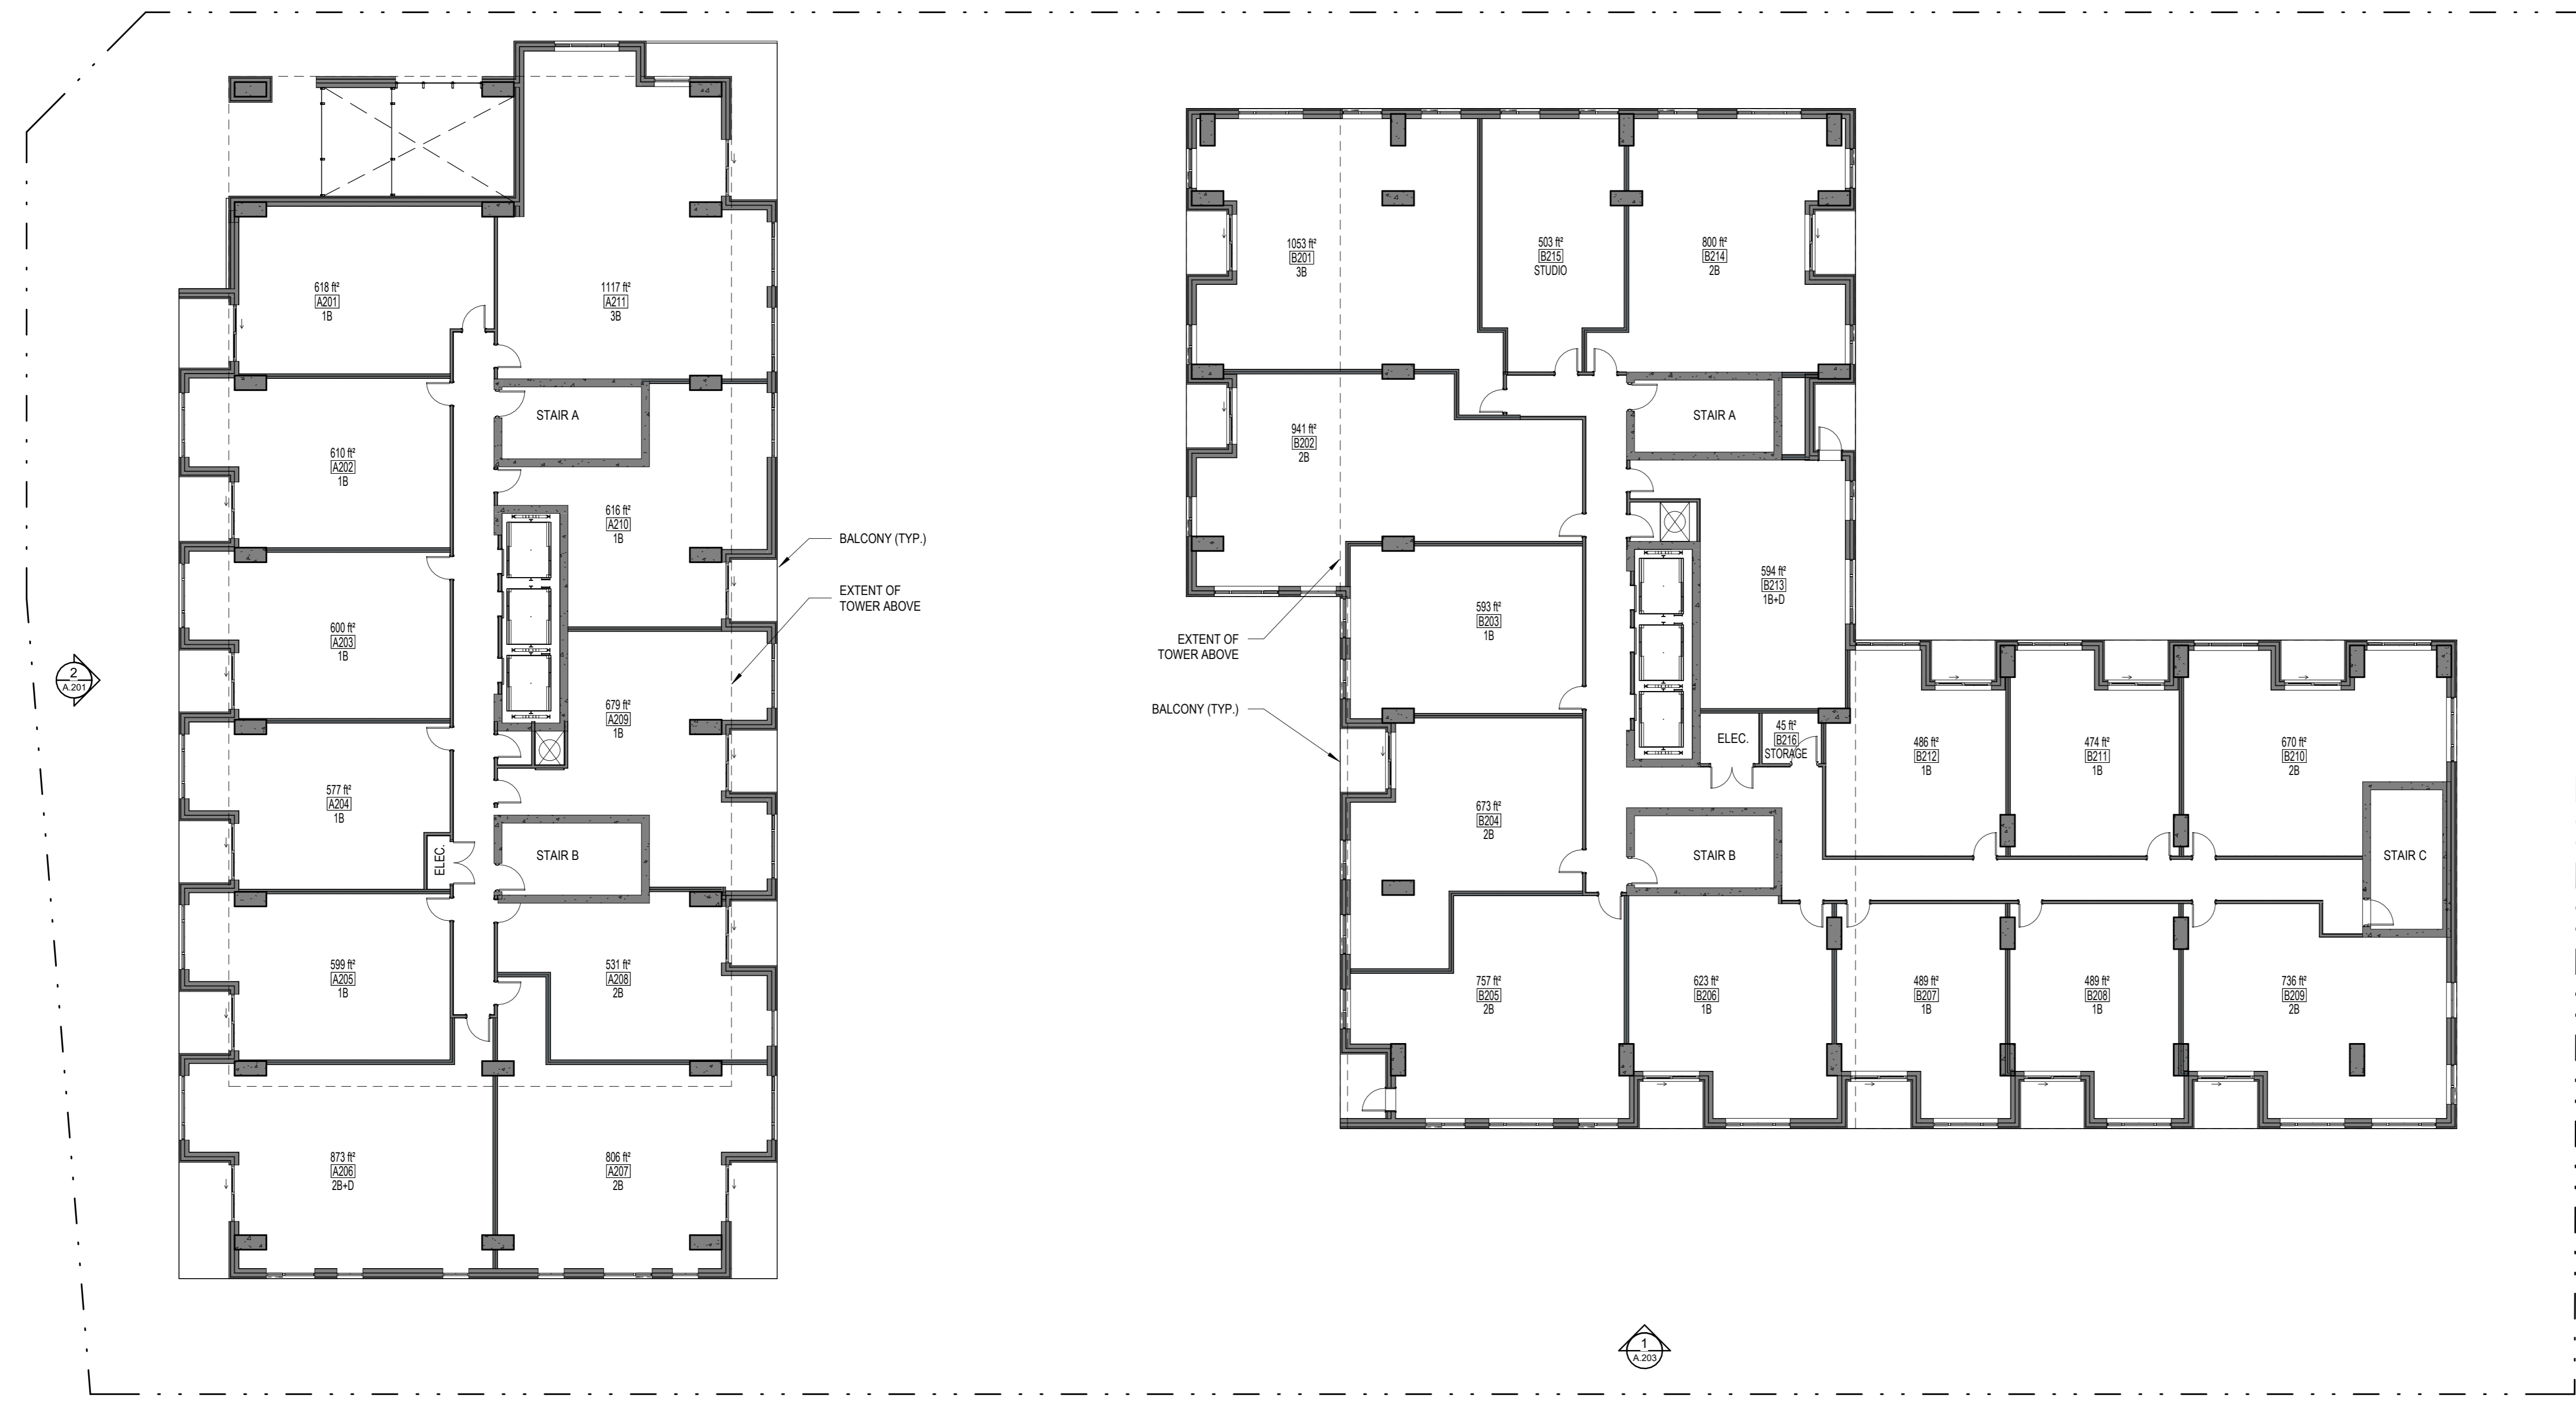 618 ft²
A201
1B
1117 ft²
A211
3B
STAIR A
610 ft²
A202
1B
616 ft²
A210
1B
BALCONY (TYP.)
EXTENT OF
TOWER ABOVE
600 ft²
A203
1B
2
A.201
679 ft²
A209
1B
577 ft²
A204
1B
ELEC.
STAIR B
599 ft²
A205
1B
531 ft²
A208
2B
873 ft²
A206
2B+D
806 ft²
A207
2B
1053 ft²
B201
3B
503 ft²
B215
STUDIO
800 ft²
B214
2B
STAIR A
941 ft²
B202
2B
594 ft²
B213
1B+D
593 ft²
B203
1B
EXTENT OF
TOWER ABOVE
BALCONY (TYP.)
ELEC.
45 ft²
B216
STORAGE
486 ft²
B212
1B
474 ft²
B211
1B
670 ft²
B210
2B
673 ft²
B204
2B
STAIR B
STAIR C
757 ft²
B205
2B
623 ft²
B206
1B
489 ft²
B207
1B
489 ft²
B208
1B
736 ft²
B209
2B
1
A.203